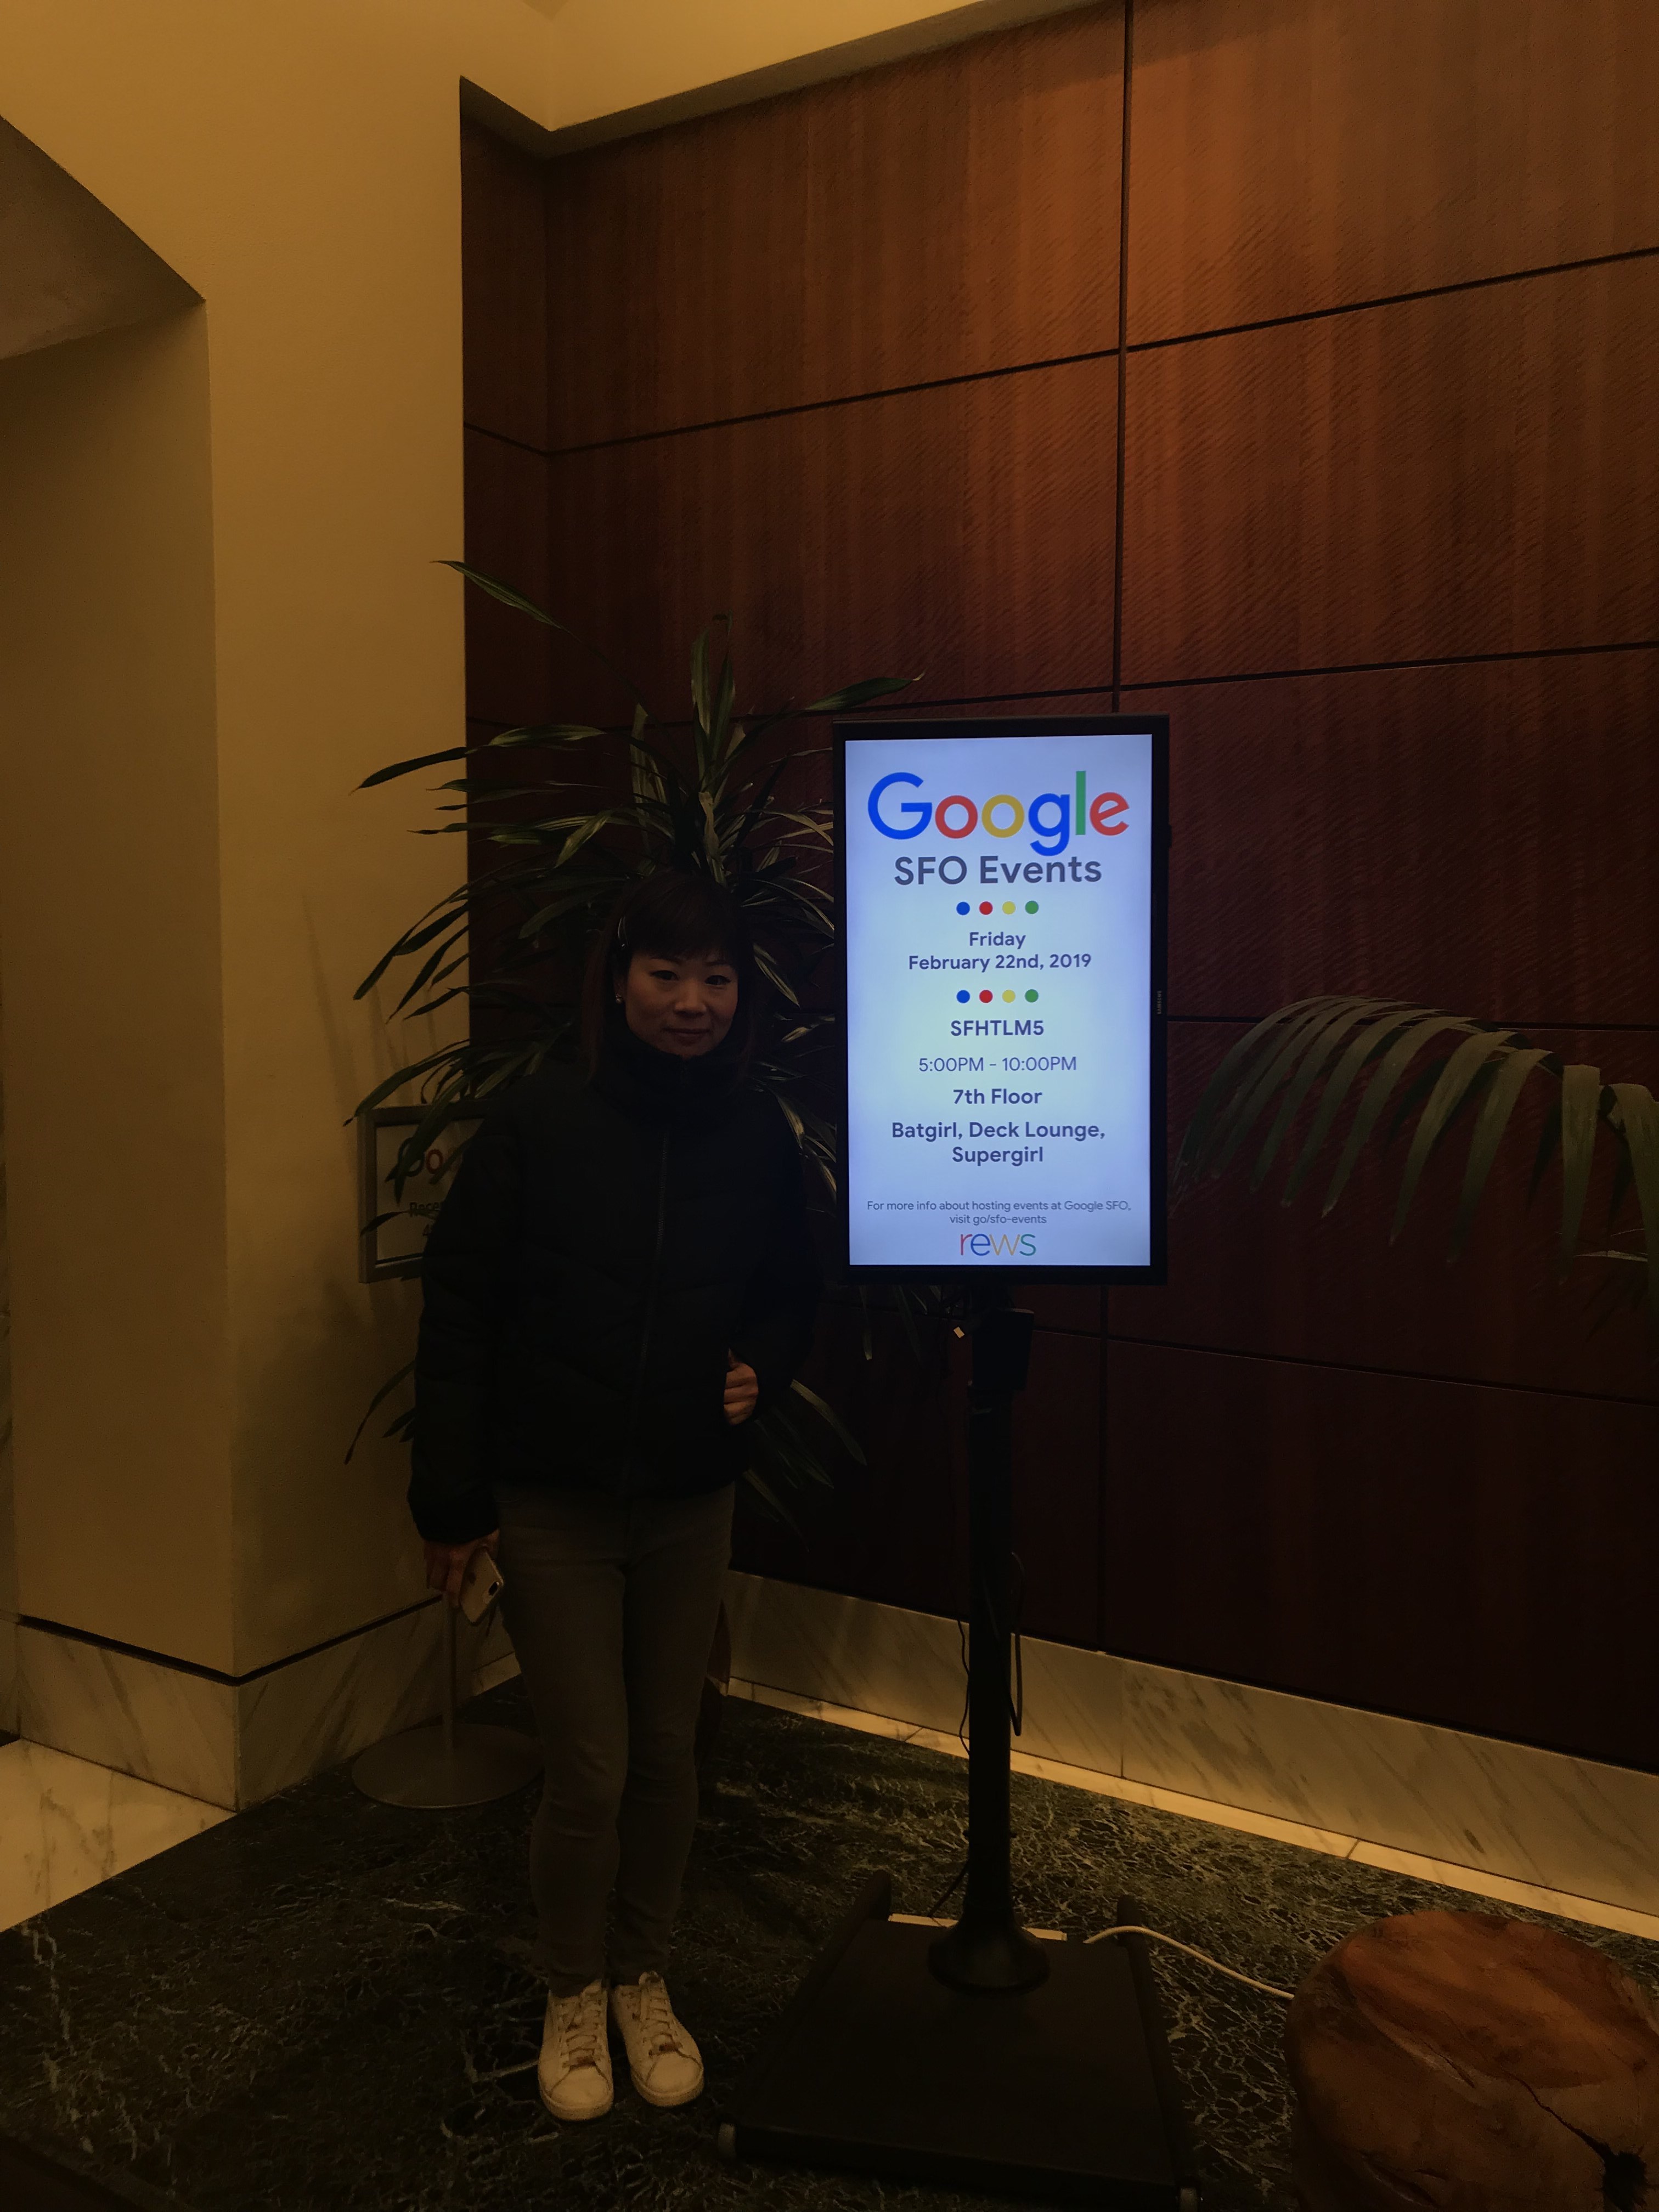 Google
SFO Events
Friday
February 22nd, 2019
SFHTLM5
5:00PM - 10:00PM
7th Floor
Batgirl, Deck Lounge,
Supergirl
For more info about hosting events at Google SFO,
visit go/sfo-events
rews